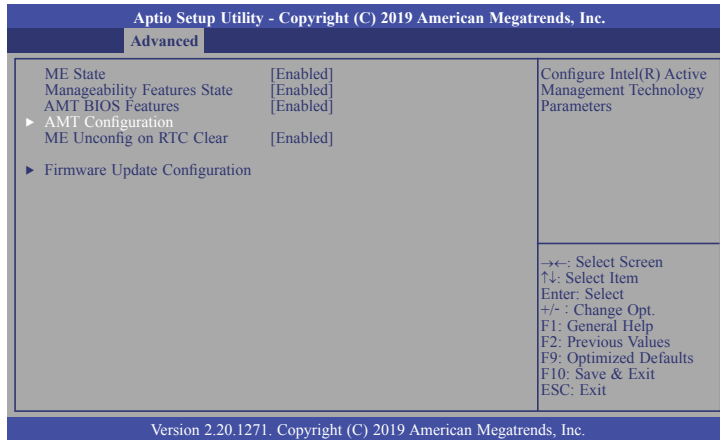 Aptio Setup Utility - Copyright (C) 2019 American Megatrends, Inc.
Advanced
ME State [Enabled]
Manageability Features State [Enabled]
AMT BIOS Features [Enabled]
▶ AMT Configuration
ME Unconfig on RTC Clear [Enabled]
▶ Firmware Update Configuration
Configure Intel(R) Active
Management Technology
Parameters
→←: Select Screen
↑↓: Select Item
Enter: Select
+/- : Change Opt.
F1: General Help
F2: Previous Values
F9: Optimized Defaults
F10: Save & Exit
ESC: Exit
Version 2.20.1271. Copyright (C) 2019 American Megatrends, Inc.